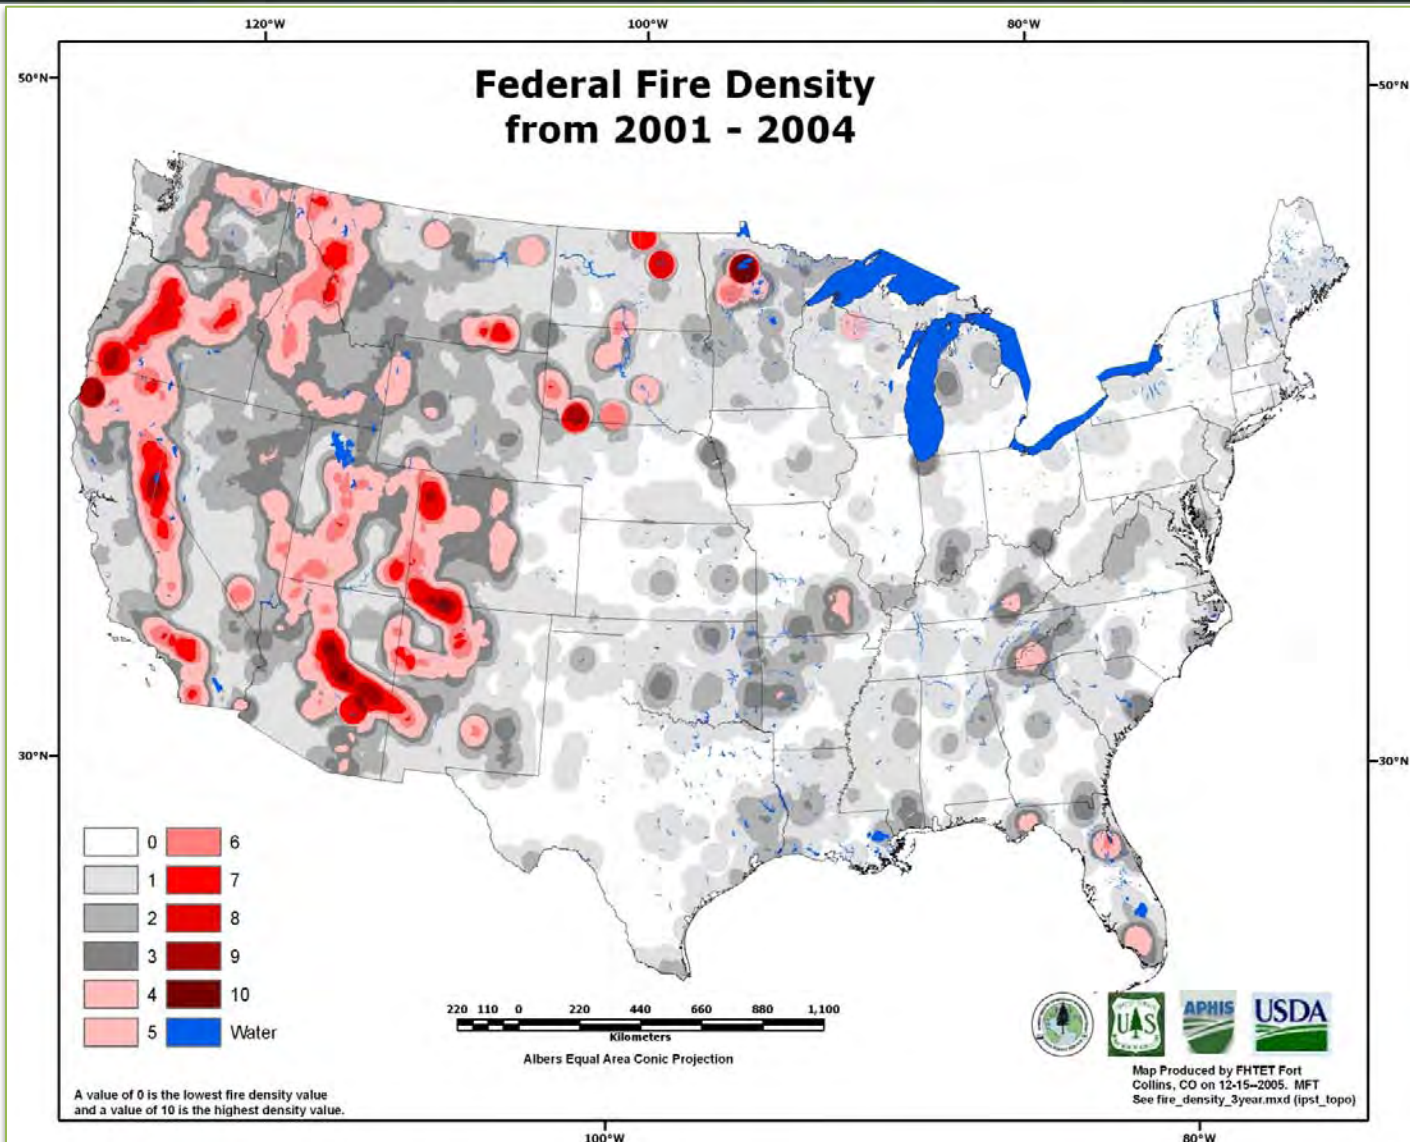 120°W 100°W 80°W
50°N 50°N
Federal Fire Density
from 2001 - 2004
30°N 30°N
0 6
1 7
2 8
3 9
4 10
5 Water
220 110 0 220 440 660 880 1,100
Kilometers
Albers Equal Area Conic Projection
U S
APHIS
USDA
A value of 0 is the lowest fire density value
and a value of 10 is the highest density value.
Map Produced by FHTET Fort
Collins, CO on 12-15--2005. MFT
See fire_density_3year.mxd (ipst_topo)
100°W 80°W